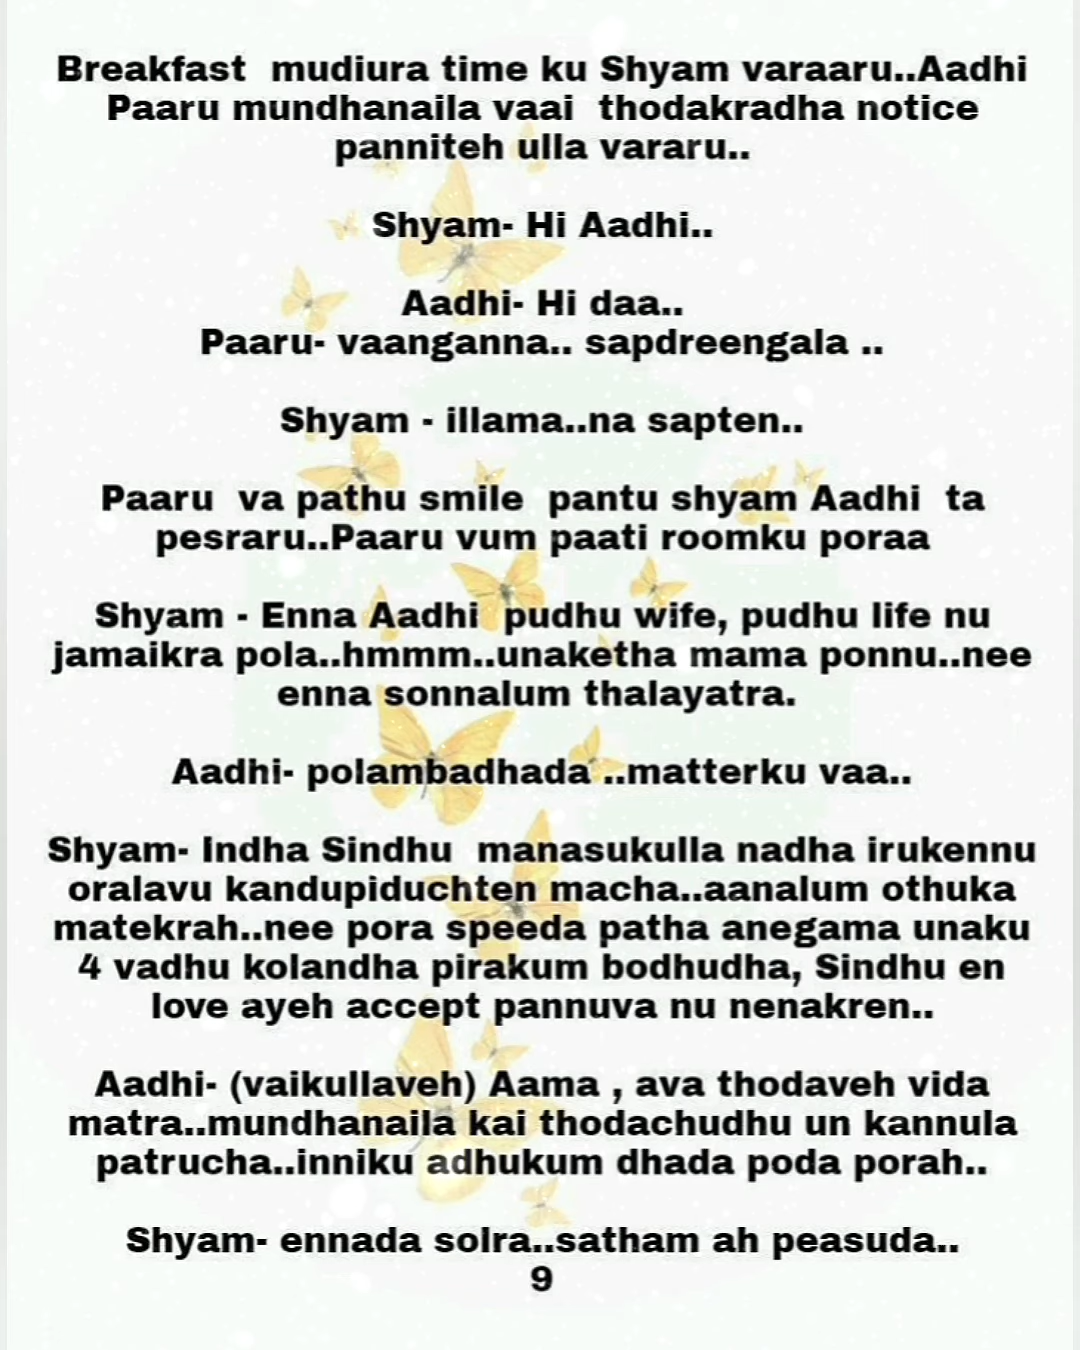 Breakfast mudiura time ku Shyam varaaru..Aadhi
Paaru mundhanaila vaai thodakradha notice
panniteh ulla vararu..
Shyam- Hi Aadhi..
Aadhi- Hi daa..
Paaru- vaanganna.. sapdreengala ..
Shyam - illama..na sapten..
Paaru va pathu smile pantu shyam Aadhi ta
pesraru..Paaru vum paati roomku poraa
Shyam - Enna Aadhi pudhu wife, pudhu life nu
jamaikra pola..hmmm..unaketha mama ponnu..nee
enna sonnalum thalayatra.
Aadhi- polambadhada ..matterku vaa..
Shyam- Indha Sindhu manasukulla nadha irukennu
oralavu kandupiduchten macha..aanalum othuka
matekrah..nee pora speeda patha anegama unaku
4 vadhu kolandha pirakum bodhudha, Sindhu en
love ayeh accept pannuva nu nenakren..
Aadhi- (vaikullaveh) Aama , ava thodaveh vida
matra..mundhanaila kai thodachudhu un kannula
patrucha..inniku adhukum dhada poda porah..
Shyam- ennada solra..satham ah peasuda..
9